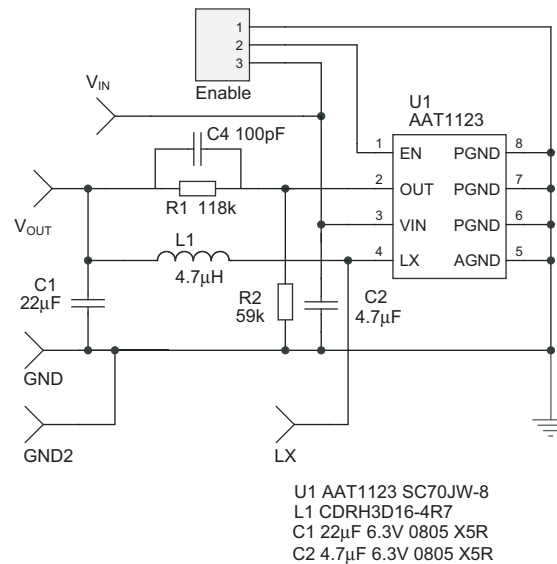 1
2
3
Enable
V_IN
U1
AAT1123
C4 100pF
1 EN PGND 8
R1 118k
2 OUT PGND 7
V_OUT
3 VIN PGND 6
L1
4.7μH
4 LX AGND 5
C1
22μF
R2
59k
C2
4.7μF
GND
GND2
LX
U1 AAT1123 SC70JW-8
L1 CDRH3D16-4R7
C1 22μF 6.3V 0805 X5R
C2 4.7μF 6.3V 0805 X5R